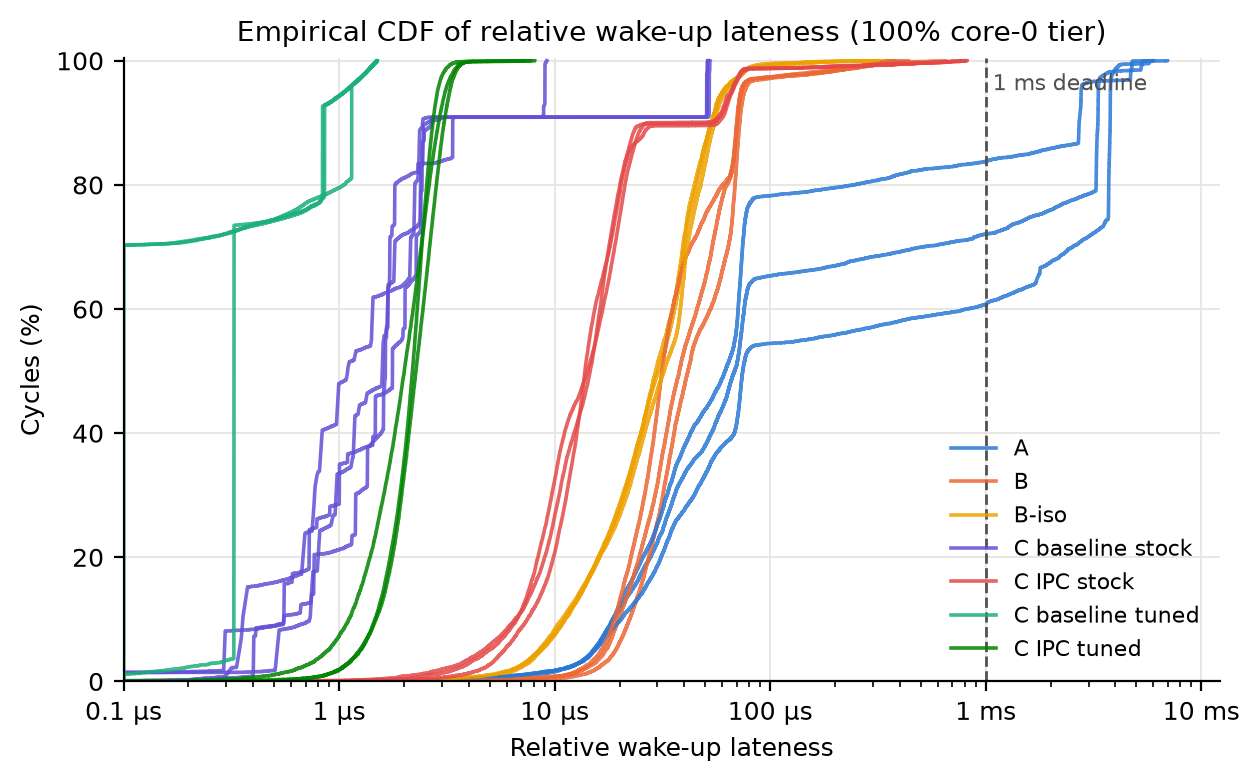 Empirical CDF of relative wake-up lateness (100% core-0 tier)
100
80
60
40
20
0
Cycles (%)
1 ms deadline
A
B
B-iso
C baseline stock
C IPC stock
C baseline tuned
C IPC tuned
0.1 µs
1 µs
10 µs
100 µs
1 ms
10 ms
Relative wake-up lateness